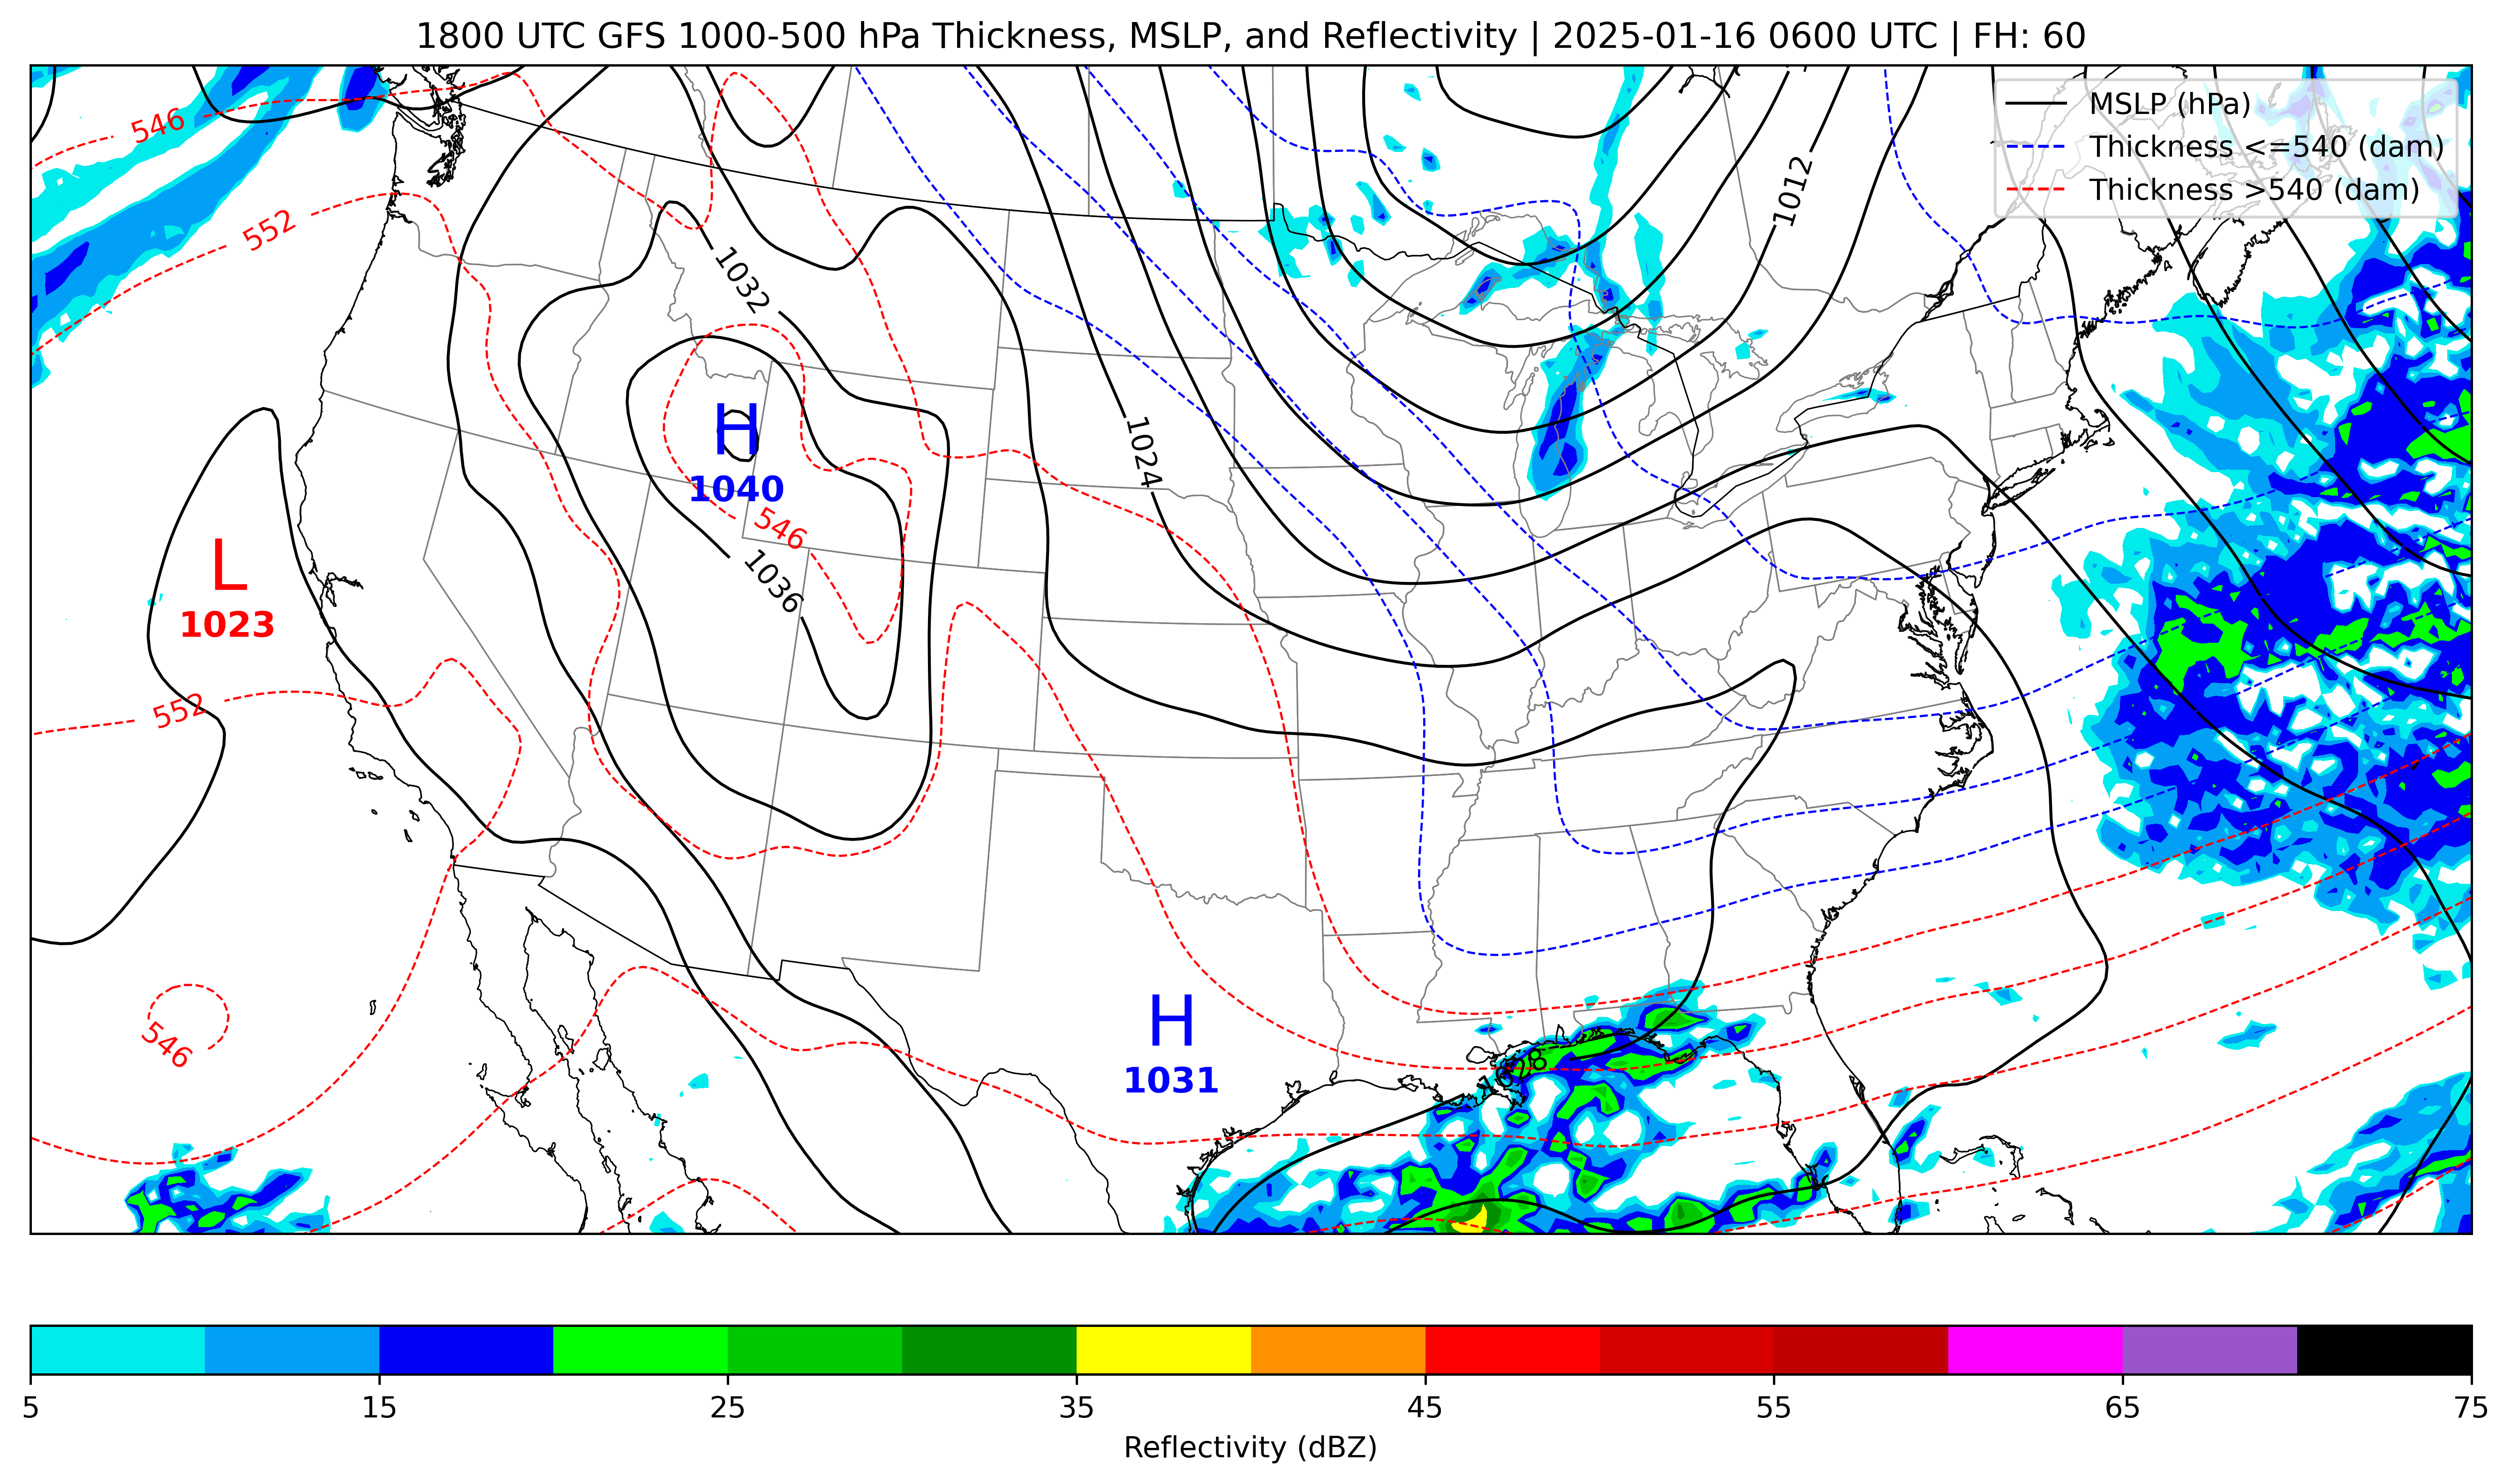 1800 UTC GFS 1000-500 hPa Thickness, MSLP, and Reflectivity | 2025-01-16 0600 UTC | FH: 60
MSLP (hPa)
Thickness <=540 (dam)
Thickness >540 (dam)
546
552
1012
1032
1024
H
1040
546
1036
L
1023
552
546
H
1031
1028
5 15 25 35 45 55 65 75
Reflectivity (dBZ)